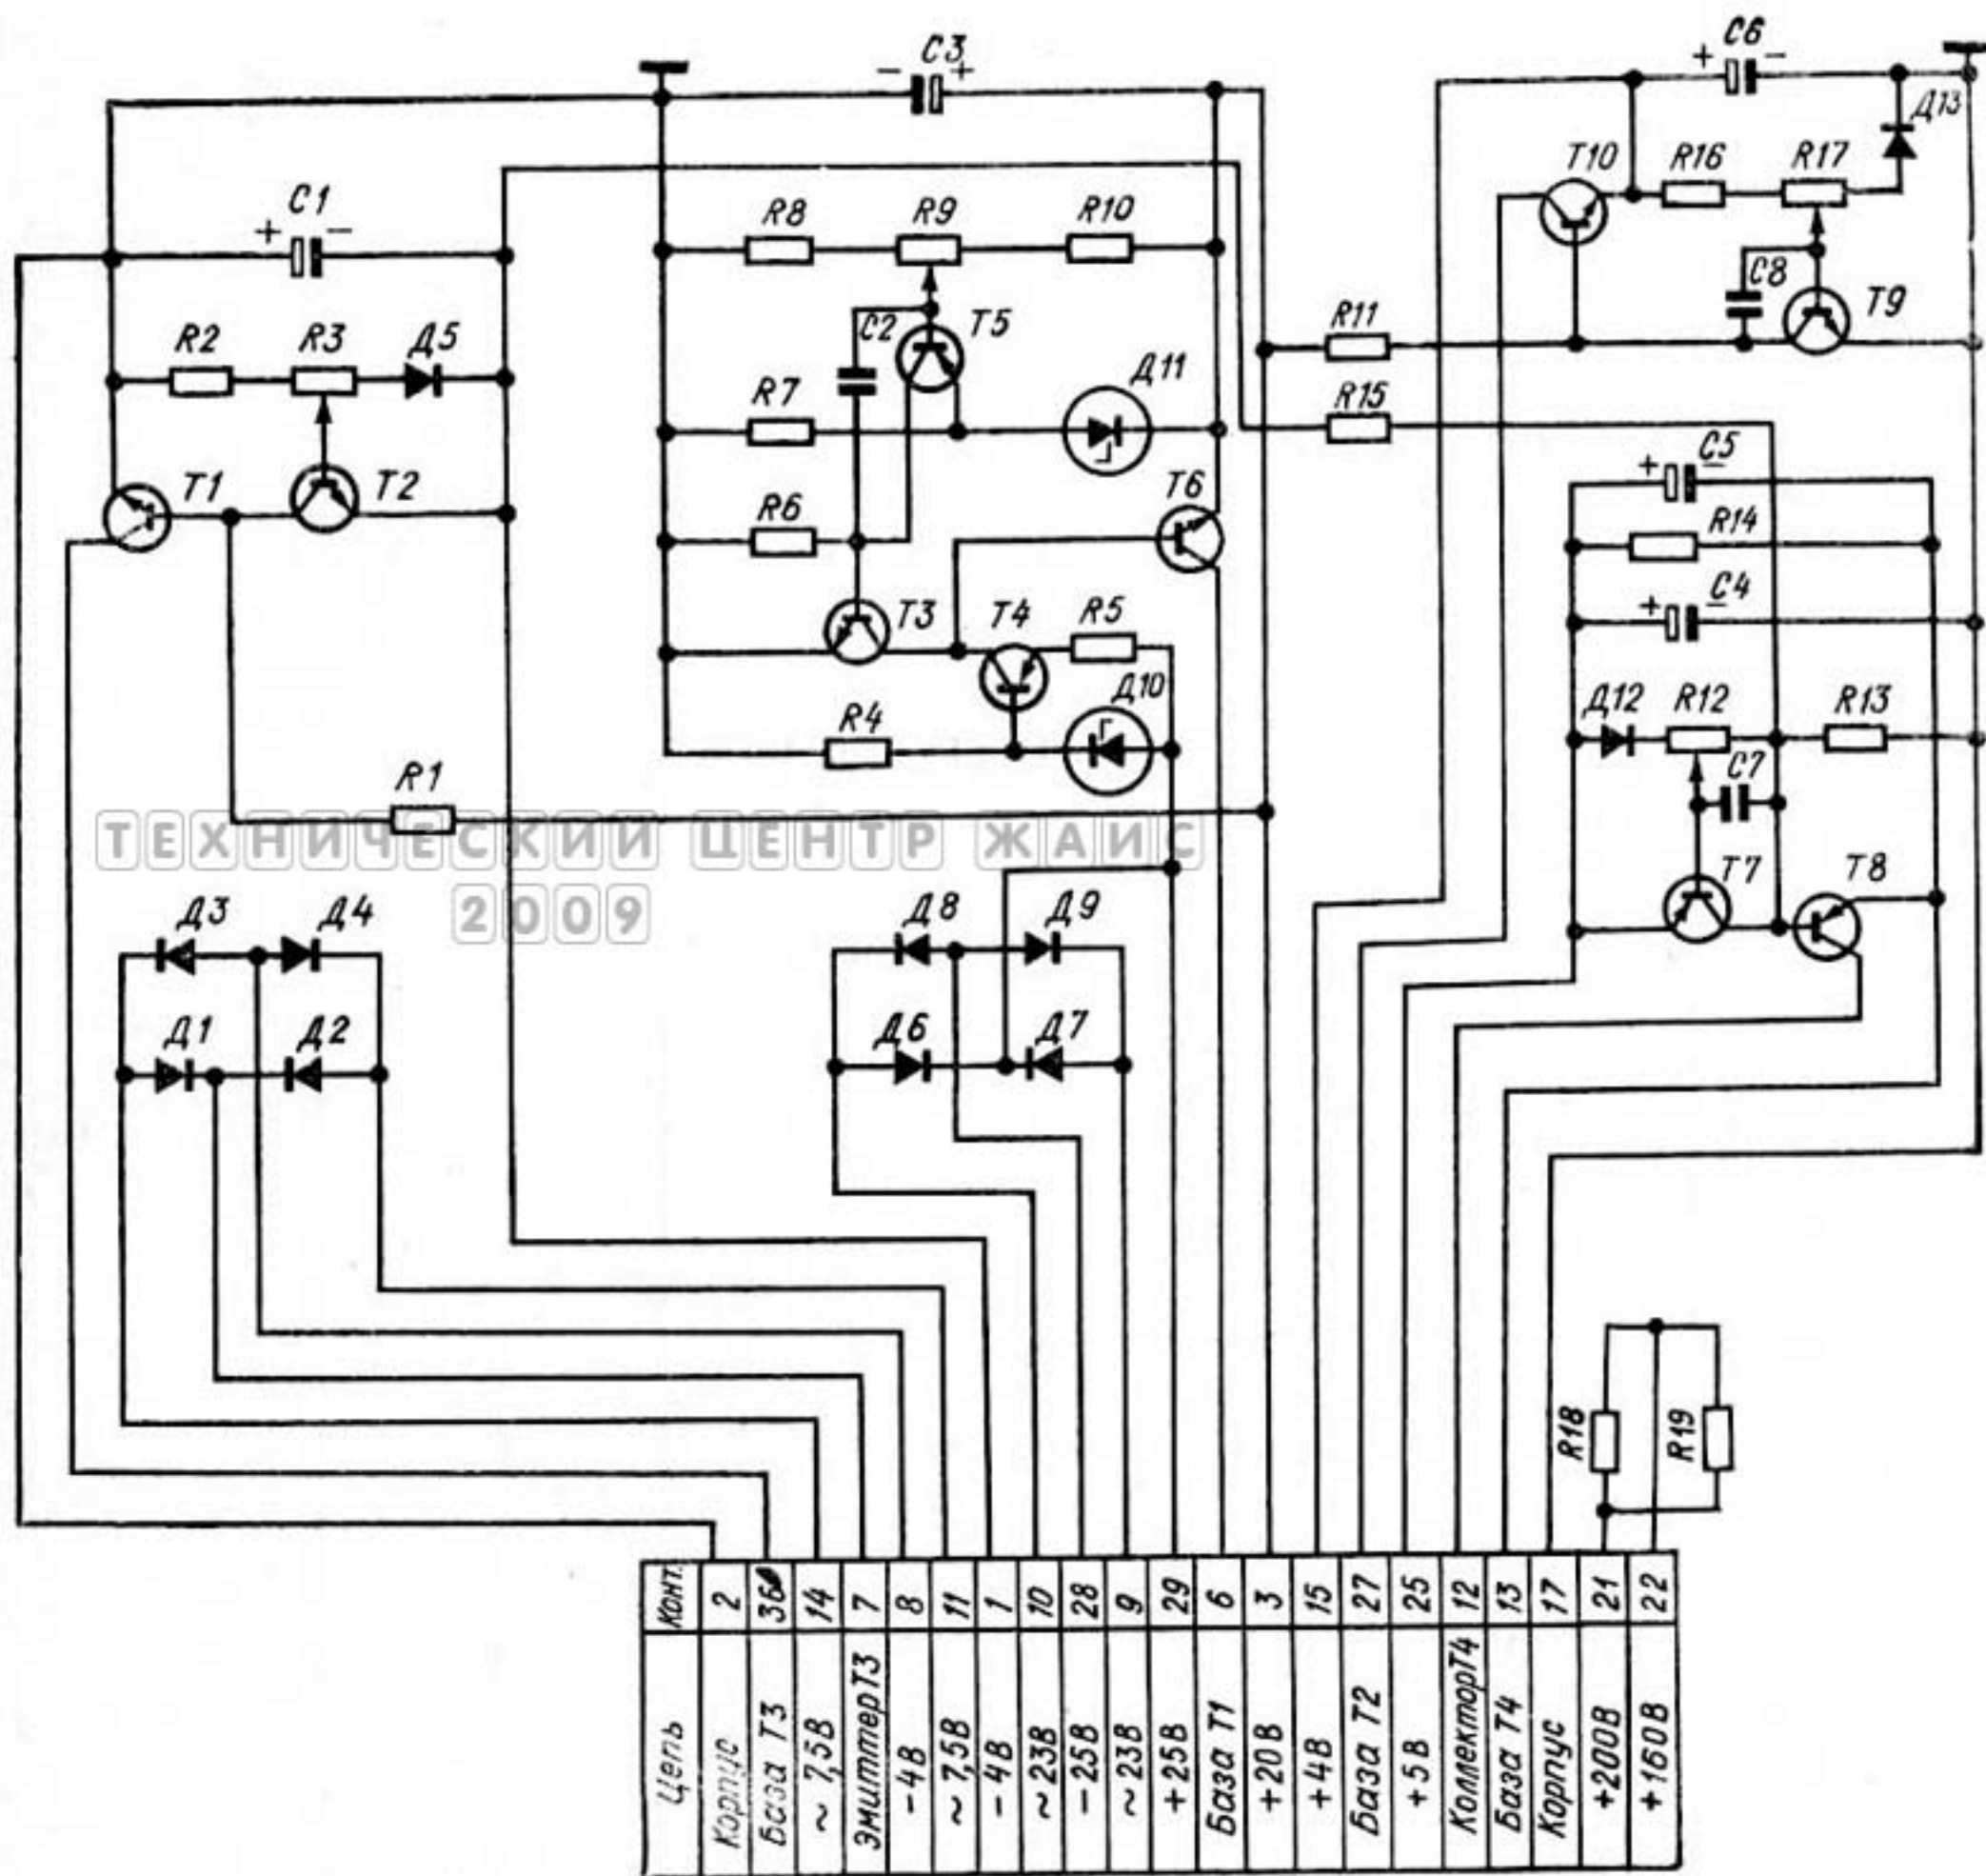 C3
+ C6 -
- +
Д13
T10 R16 R17
C1
+ -
R8 R9 R10
C8
T9
R11
R2 R3 Д5
C2 T5
R7
Д11
R15
+ C5 -
T1 T2
T6
R6
R14
T3 T4 R5
+ C4 -
Д10
R4
Д12 R12 R13
R1
C7
ТЕХНИЧЕСКИЙ ЦЕНТР ЖАИС
2009
T7 T8
Д3 Д4
Д8 Д9
Д1 Д2
Д6 Д7
R18 R19
Конт. Цепь
2 Корпус
36 База Т3
14 ~ 7,5В
7 Эмиттер Т3
8 -4В
11 ~7,5В
1 -4В
10 ~23В
28 -25В
9 ~23В
29 +25В
6 База Т1
3 +20В
15 +4В
27 База Т2
25 +5В
12 Коллектор Т4
13 База Т4
17 Корпус
21 +200В
22 +160В